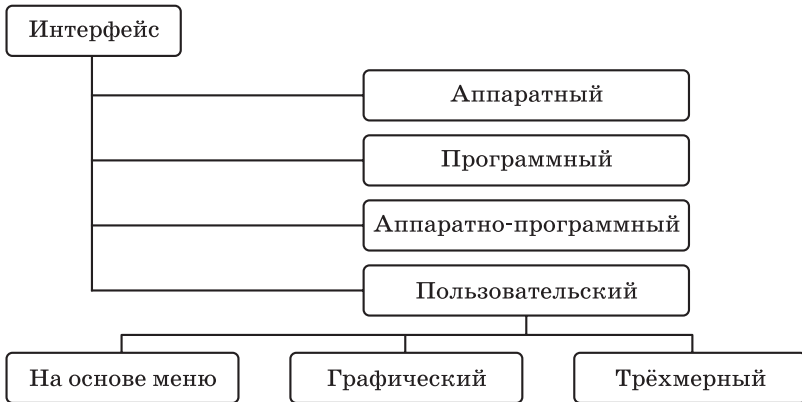 Интерфейс
Аппаратный
Программный
Аппаратно-программный
Пользовательский
На основе меню
Графический
Трёхмерный